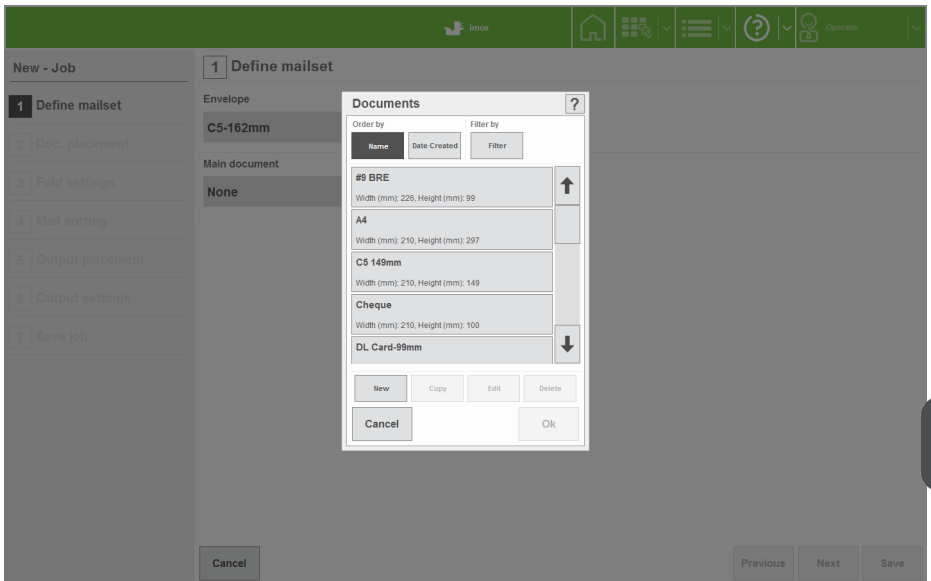 imos
Operator
New - Job
1 Define mailset
2 Doc. placement
3 Fold settings
4 Mail sorting
5 Output placement
6 Output settings
7 Save job
1 Define mailset
Envelope
C5-162mm
Main document
None
Documents
?
Order by
Filter by
Name
Date Created
Filter
#9 BRE
Width (mm): 226, Height (mm): 99
A4
Width (mm): 210, Height (mm): 297
C5 149mm
Width (mm): 210, Height (mm): 149
Cheque
Width (mm): 210, Height (mm): 100
DL Card-99mm
New
Copy
Edit
Delete
Cancel
Ok
Cancel
Previous
Next
Save